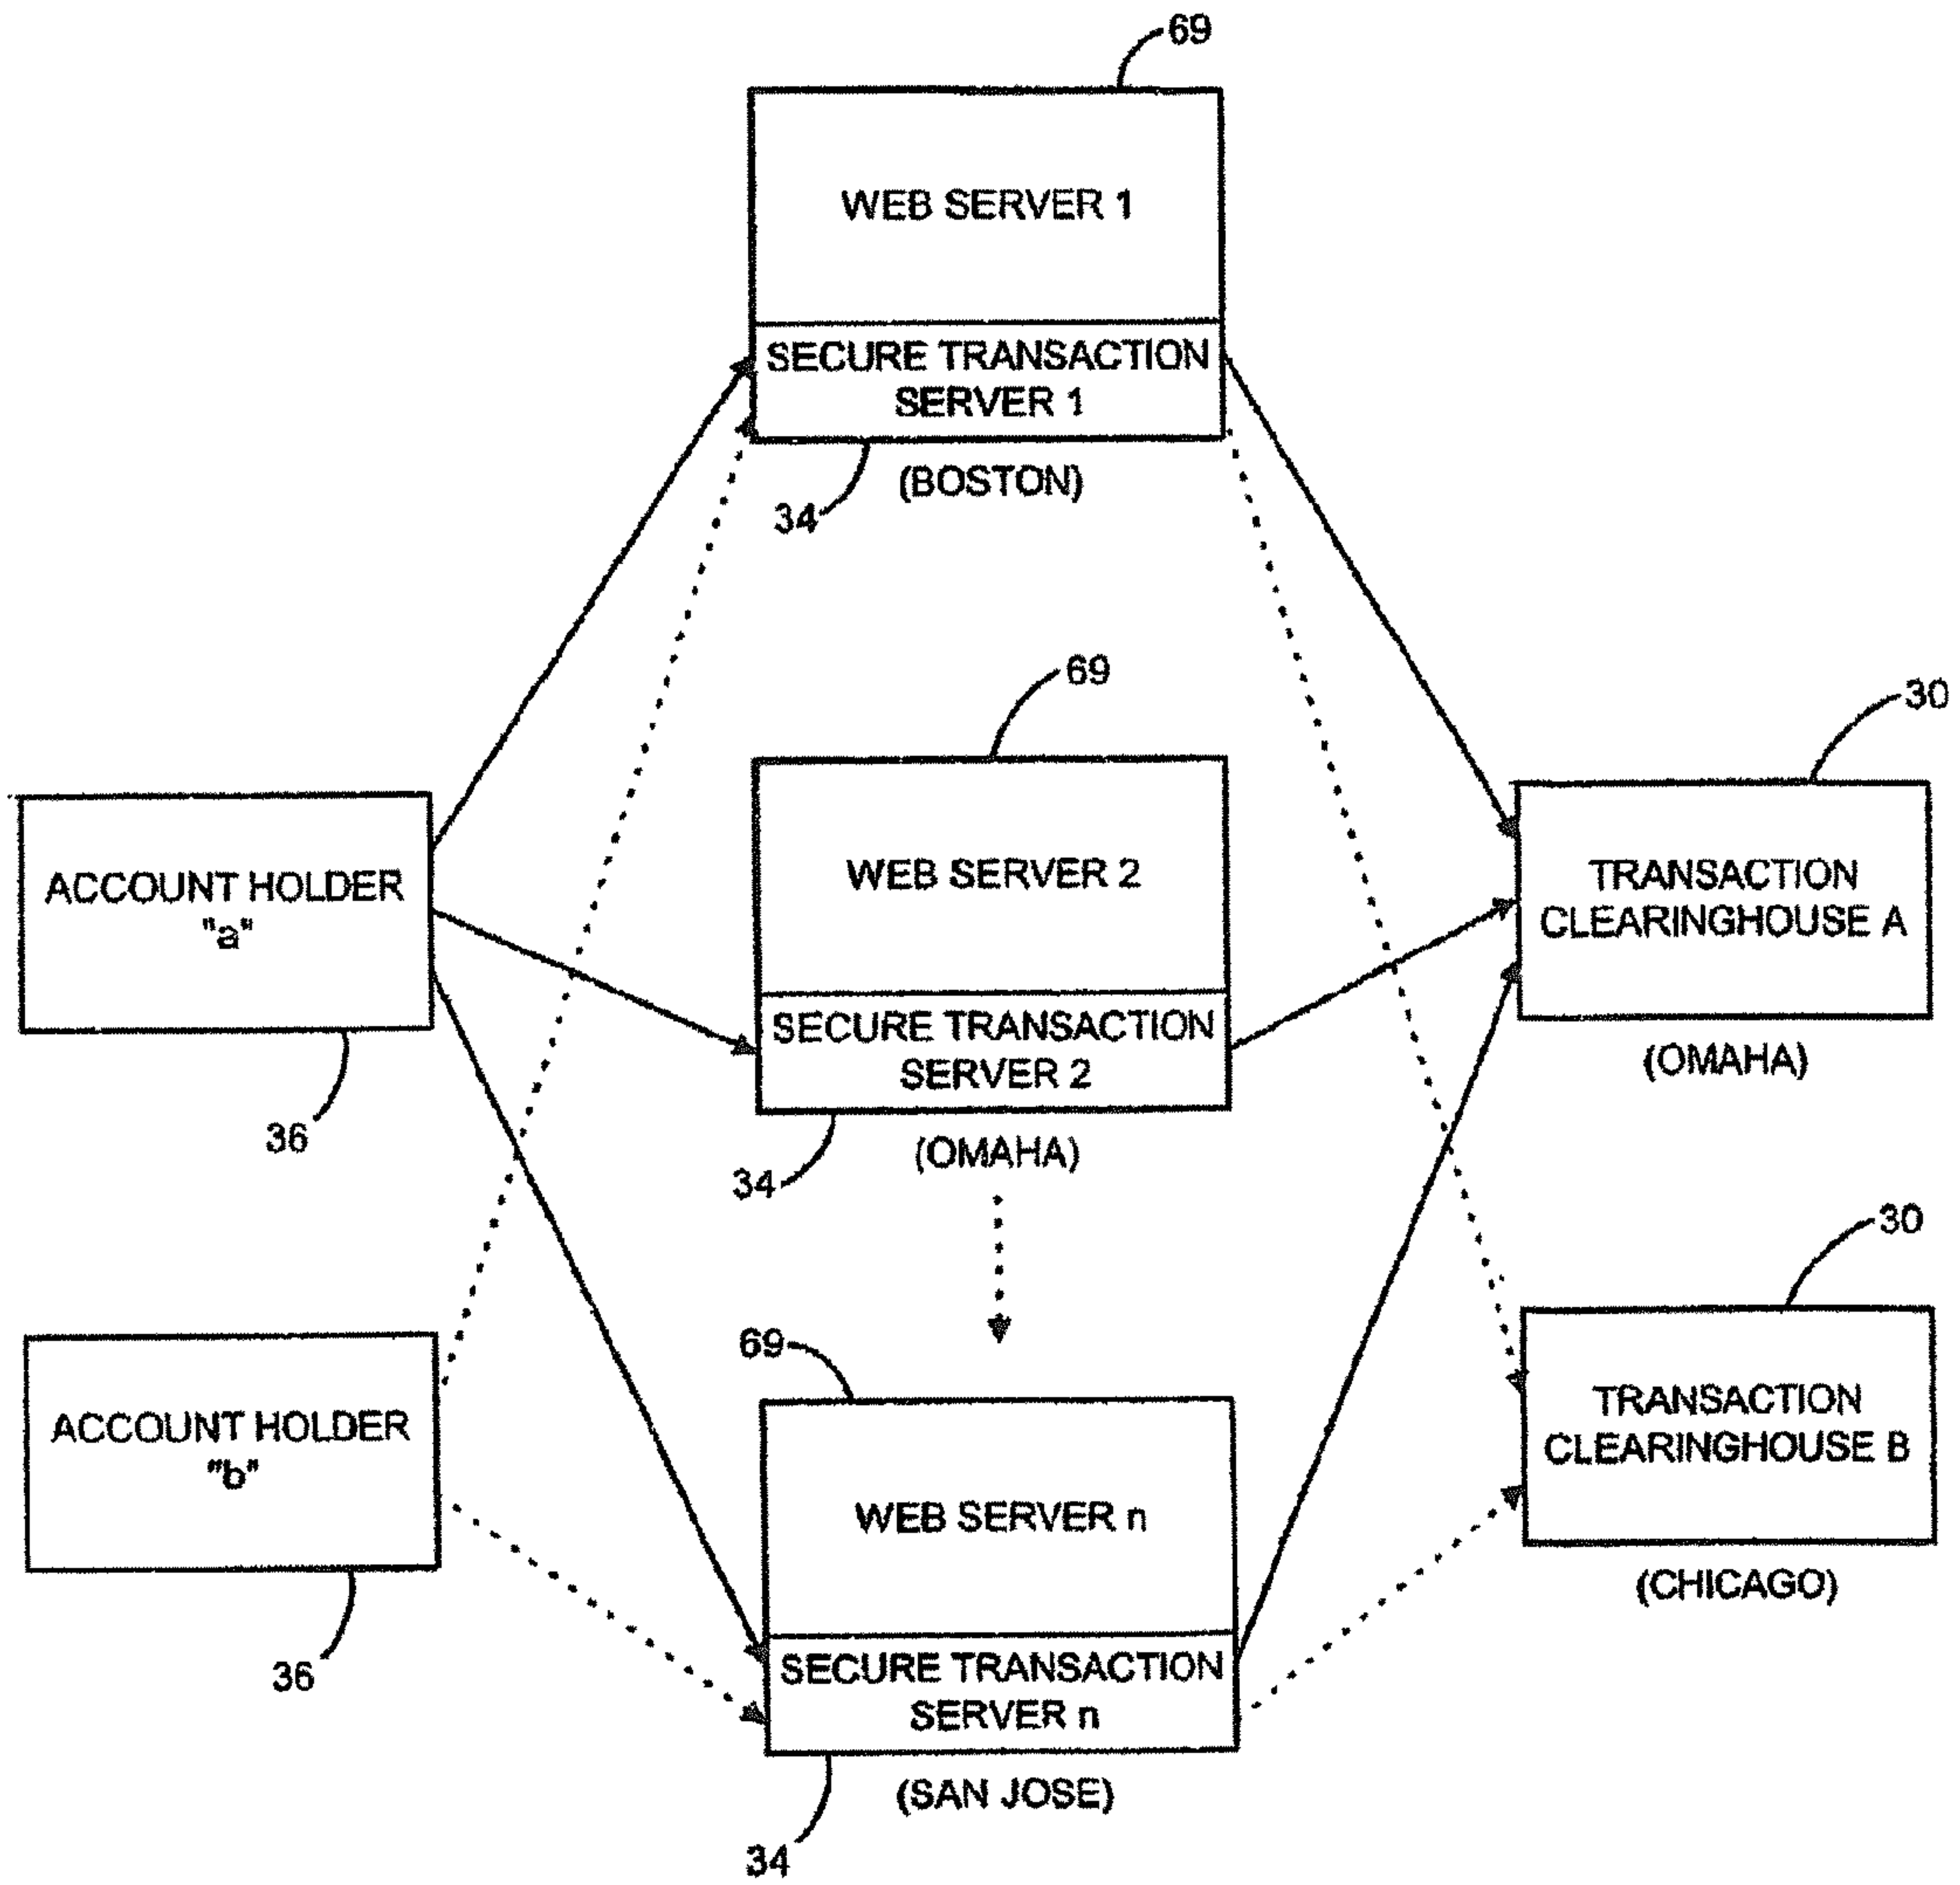 69
WEB SERVER 1
SECURE TRANSACTION
SERVER 1
(BOSTON)
34
69
WEB SERVER 2
SECURE TRANSACTION
SERVER 2
(OMAHA)
34
30
ACCOUNT HOLDER
"a"
36
TRANSACTION
CLEARINGHOUSE A
(OMAHA)
30
ACCOUNT HOLDER
"b"
36
69
WEB SERVER n
SECURE TRANSACTION
SERVER n
(SAN JOSE)
34
TRANSACTION
CLEARINGHOUSE B
(CHICAGO)